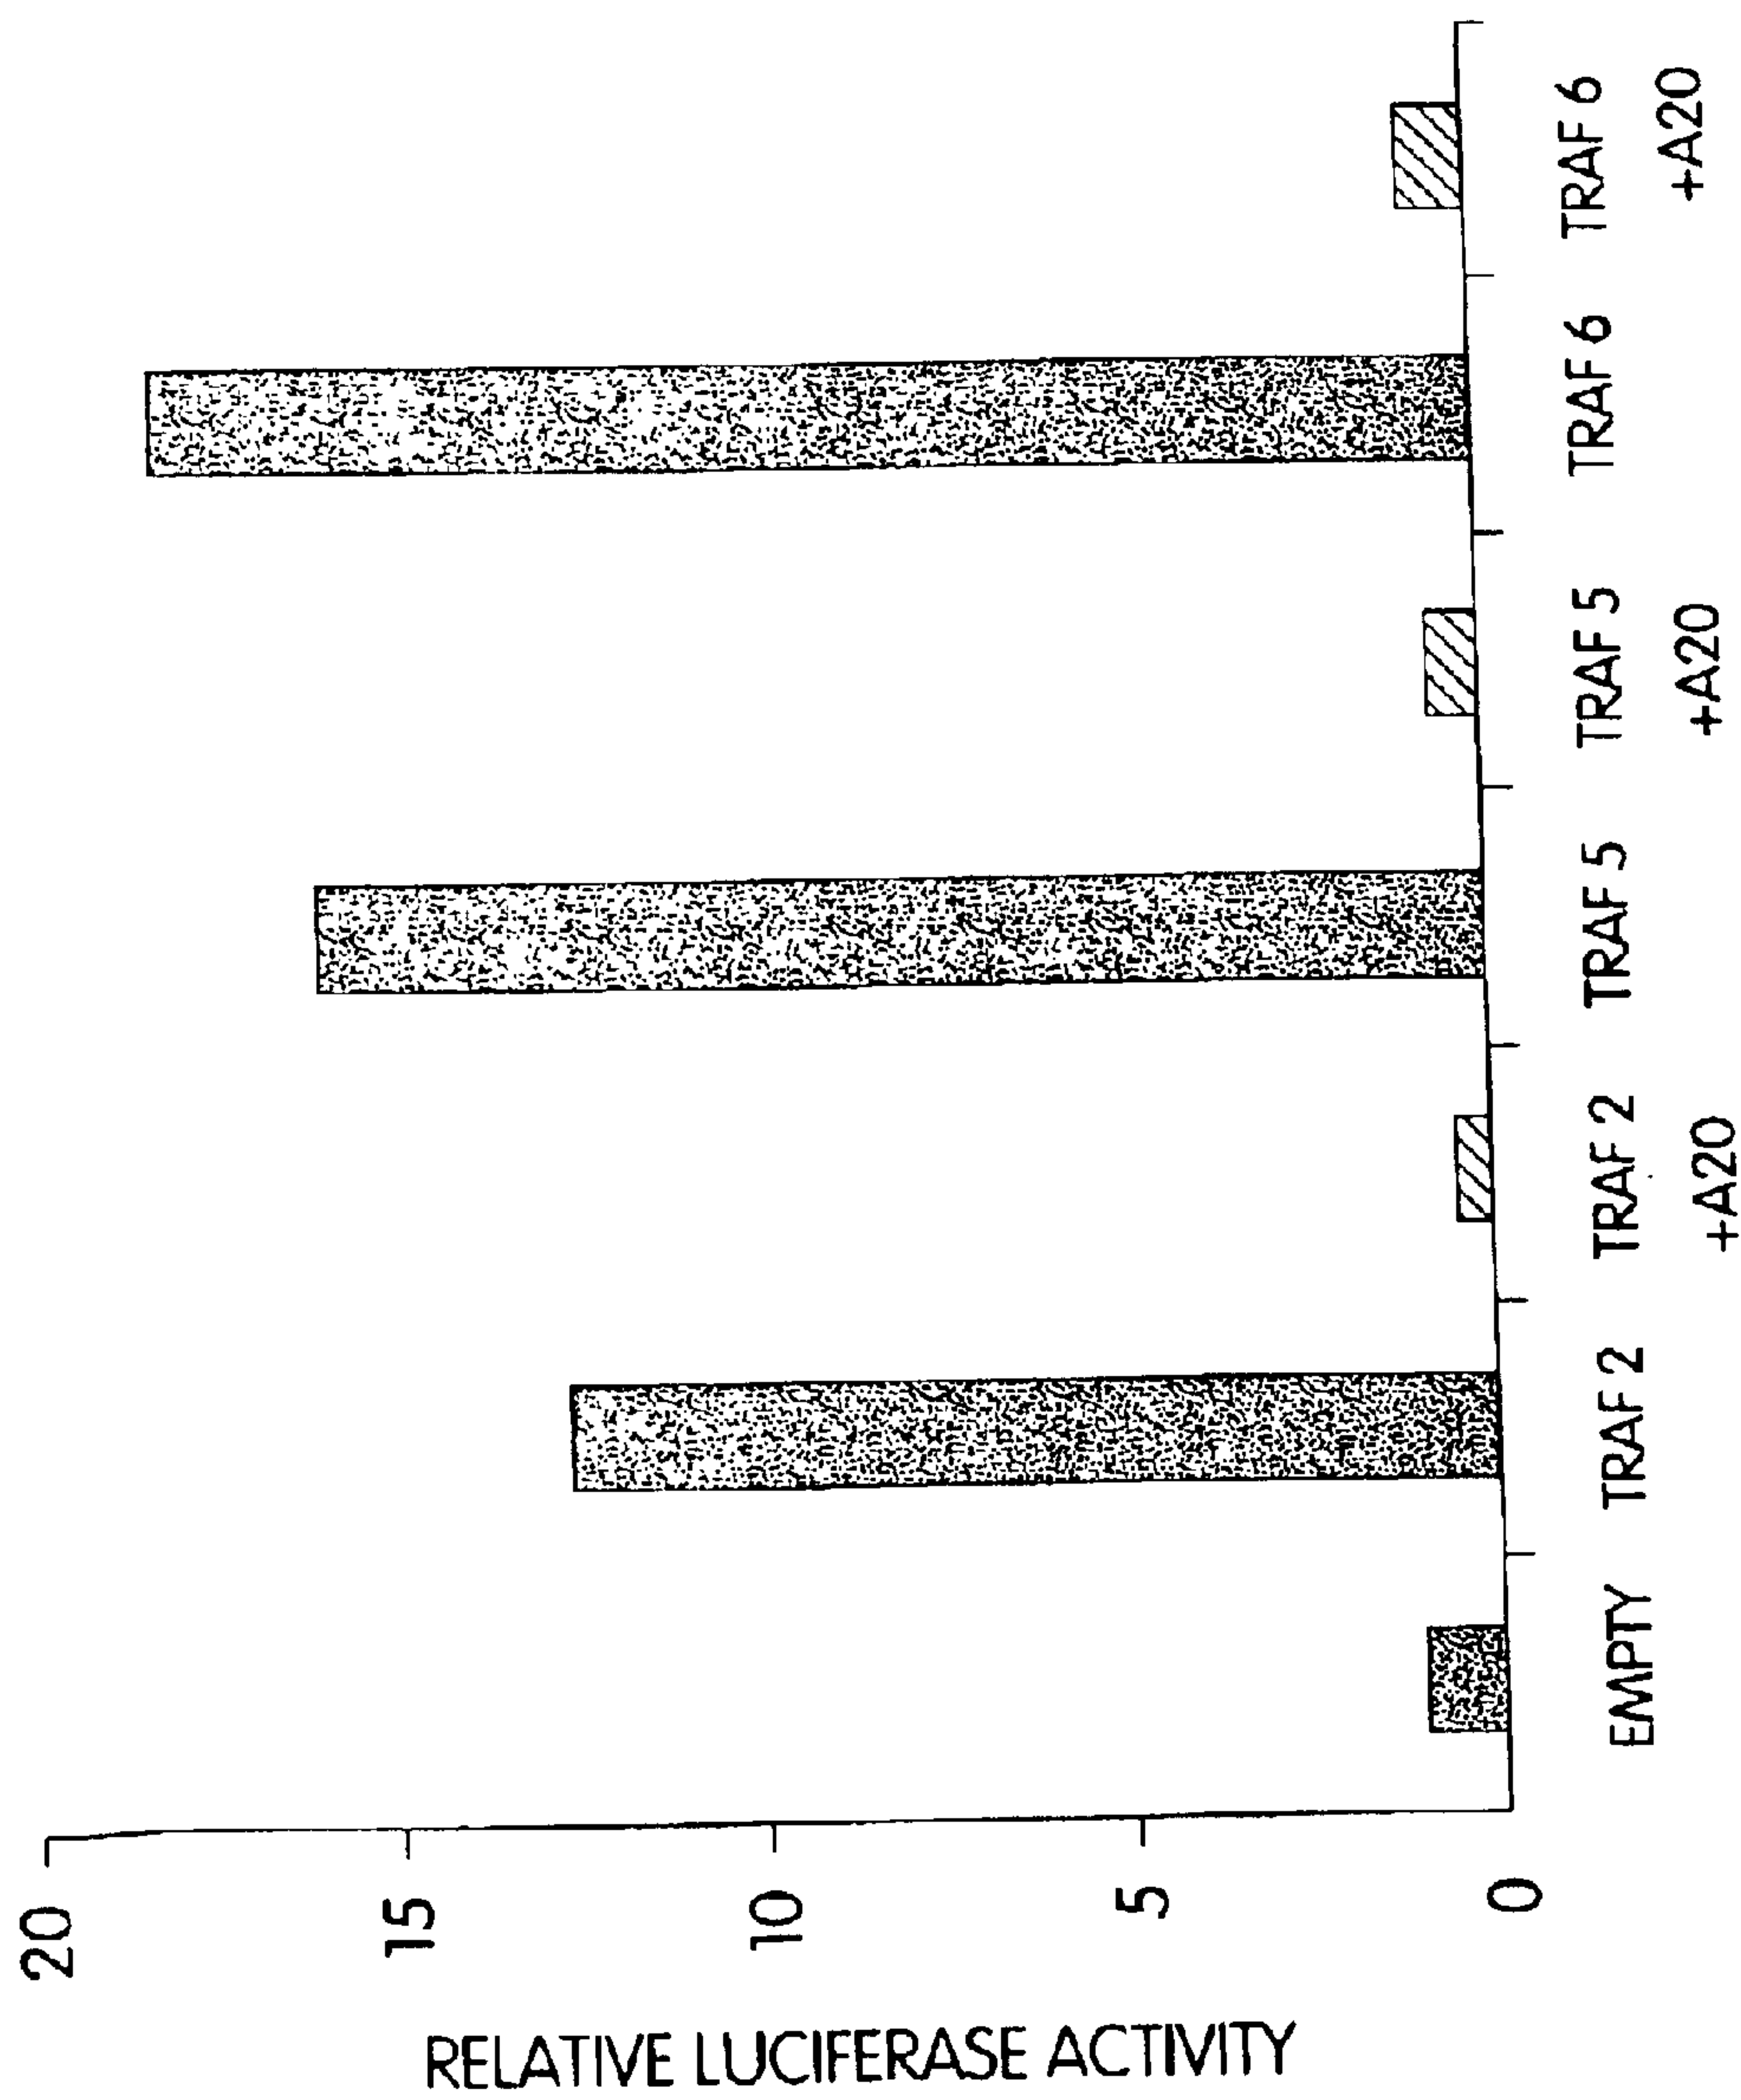 RELATIVE LUCIFERASE ACTIVITY
20
15
10
5
0
EMPTY
TRAF 2
TRAF 2
+A20
TRAF 5
TRAF 5
+A20
TRAF 6
TRAF 6
+A20